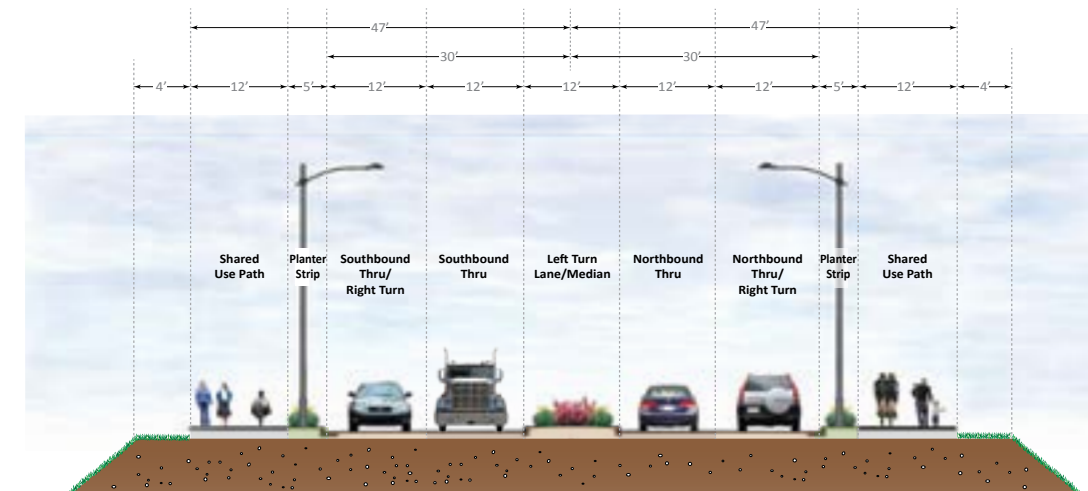 47' 47'
30' 30'
4' 12' 5' 12' 12' 12' 12' 12' 5' 12' 4'
Shared
Use Path
Planter
Strip
Southbound
Thru/
Right Turn
Southbound
Thru
Left Turn
Lane/Median
Northbound
Thru
Northbound
Thru/
Right Turn
Planter
Strip
Shared
Use Path